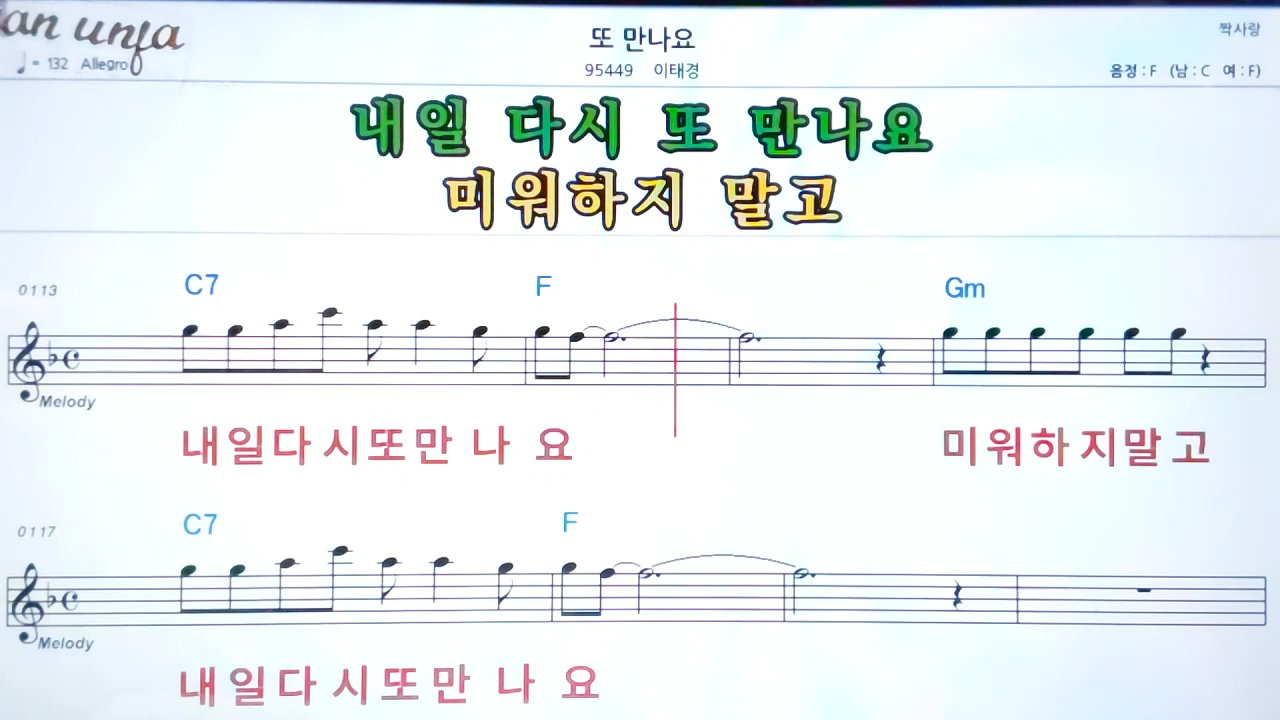 an unfa
또 만나요
짝사랑
♩= 132 Allegro
95449 이태경
음정 : F (남 : C 여 : F)
내일 다시 또 만나요
미워하지 말고
0113
C7 F Gm
Melody
내일다시또만 나 요 미워하지말고
0117
C7 F
Melody
내일다시또만 나 요